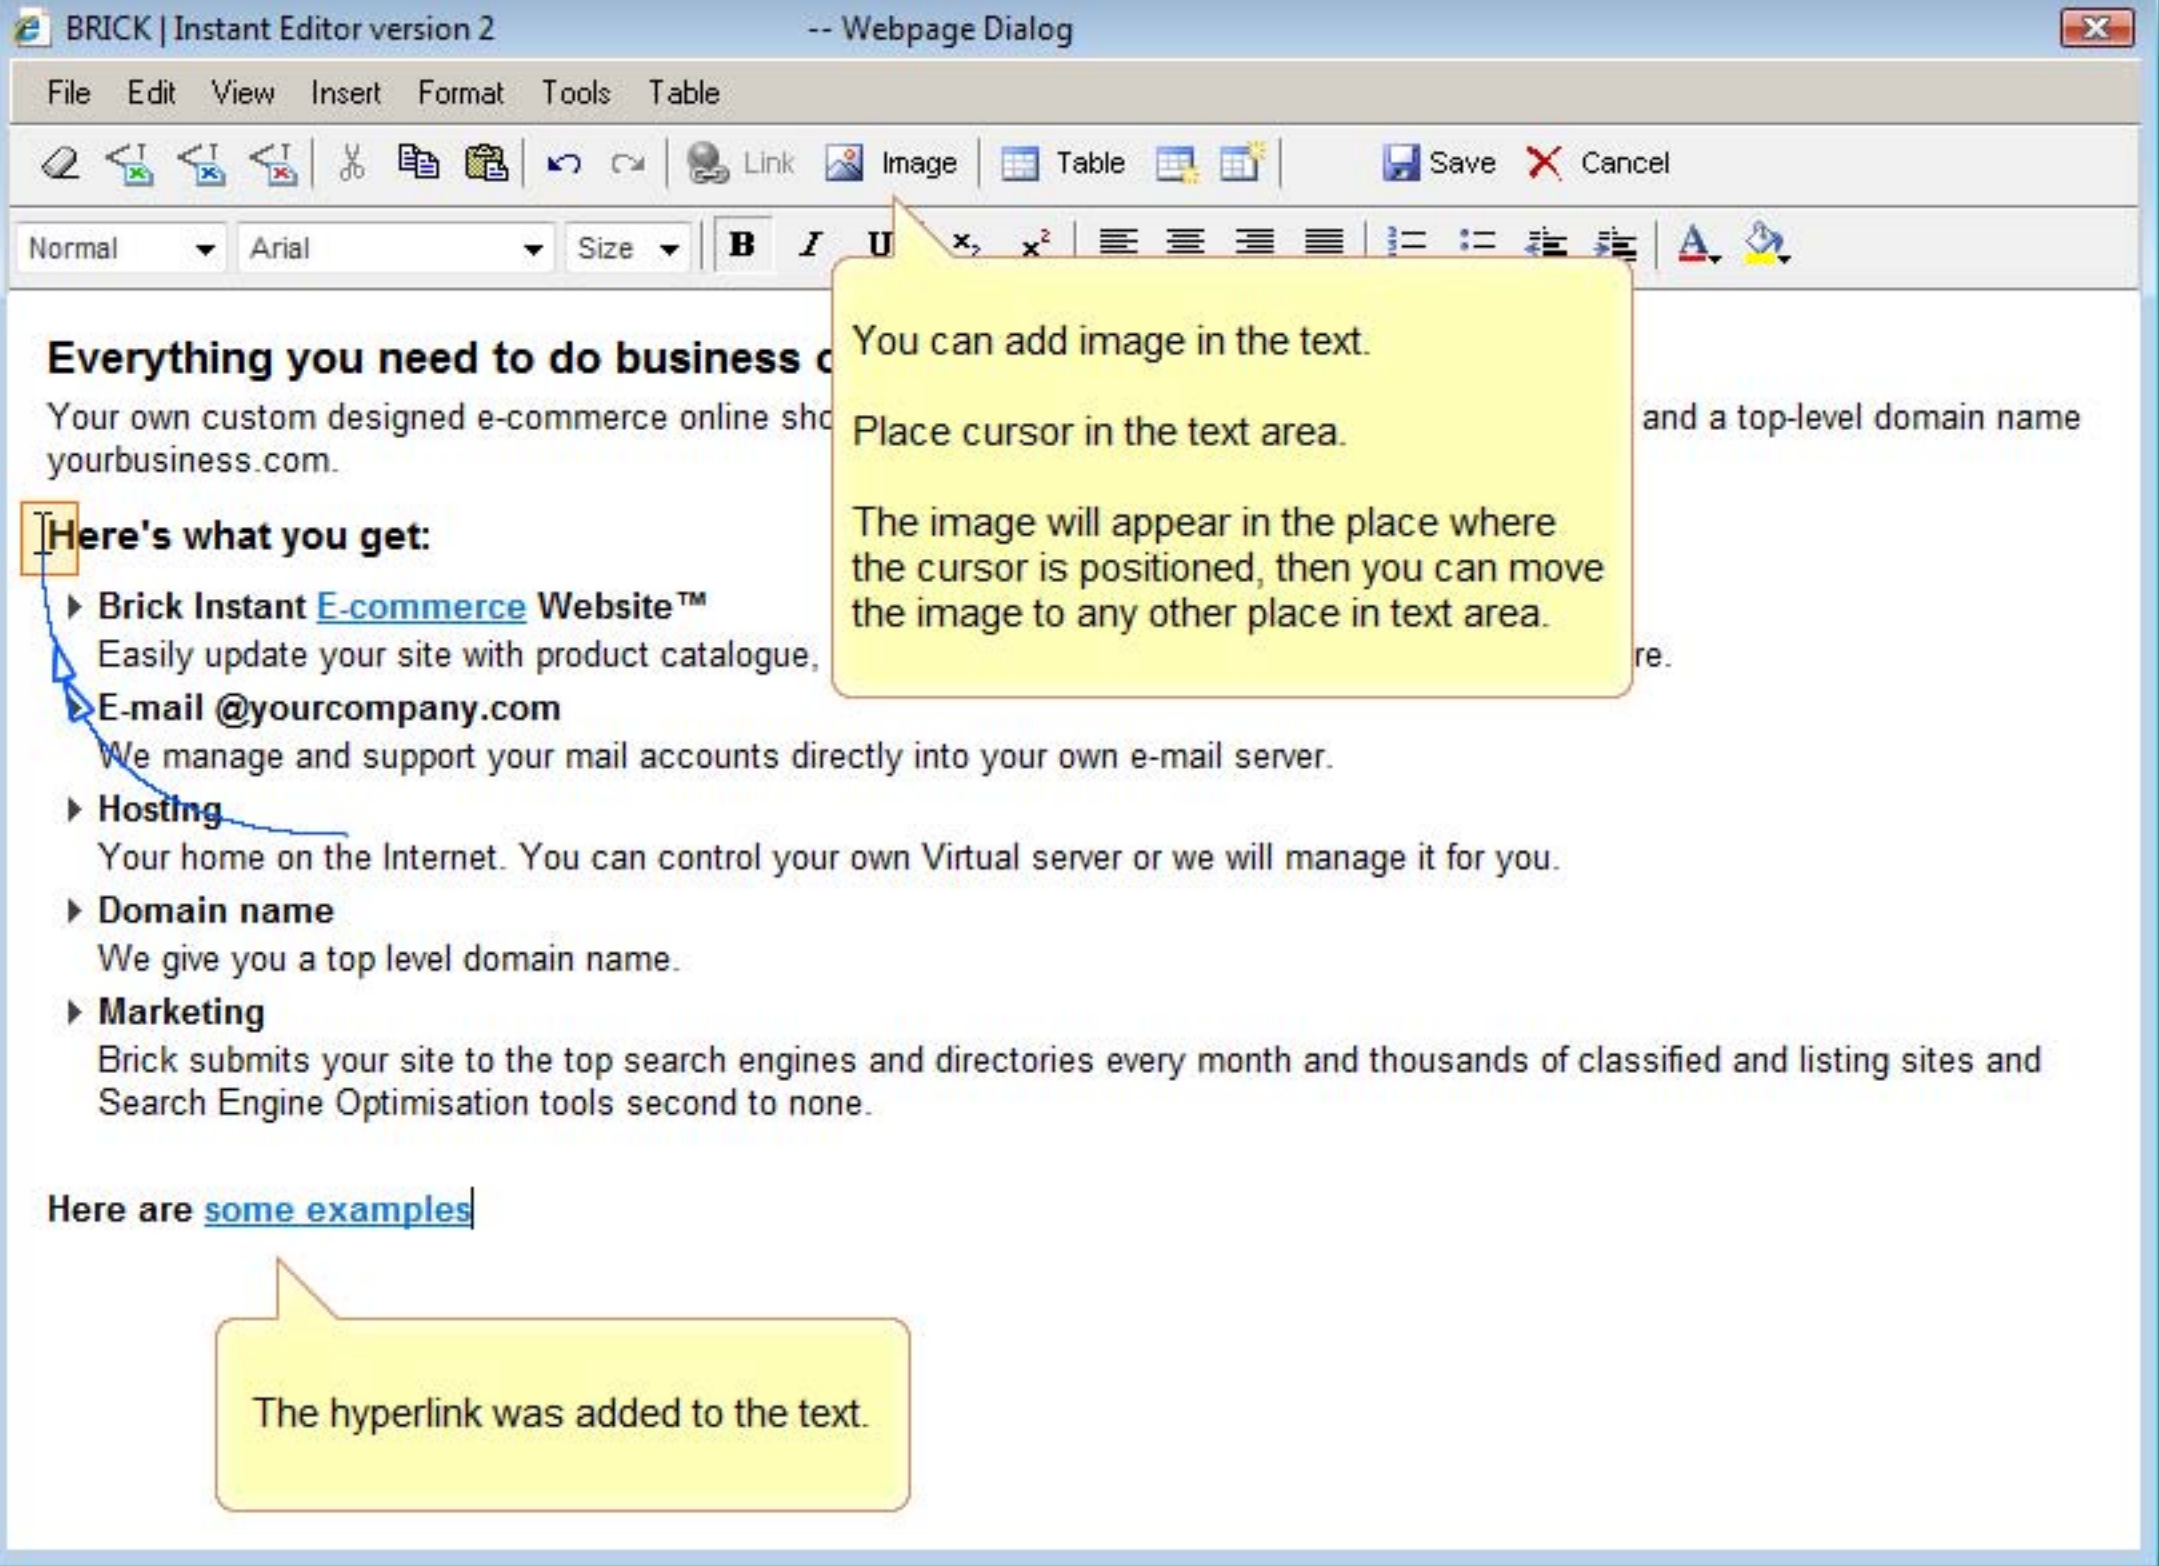 BRICK | Instant Editor version 2 -- Webpage Dialog
File Edit View Insert Format Tools Table
Link Image Table Save Cancel
Normal Arial Size B I U x₂ x² A
Everything you need to do business
You can add image in the text.
Your own custom designed e-commerce online and a top-level domain name
Place cursor in the text area.
yourbusiness.com.
The image will appear in the place where
the cursor is positioned, then you can move
the image to any other place in text area.
Here's what you get:
Brick Instant E-commerce Website™
Easily update your site with product catalogue,
E-mail @yourcompany.com
We manage and support your mail accounts directly into your own e-mail server.
Hosting
Your home on the Internet. You can control your own Virtual server or we will manage it for you.
Domain name
We give you a top level domain name.
Marketing
Brick submits your site to the top search engines and directories every month and thousands of classified and listing sites and
Search Engine Optimisation tools second to none.
Here are some examples
The hyperlink was added to the text.